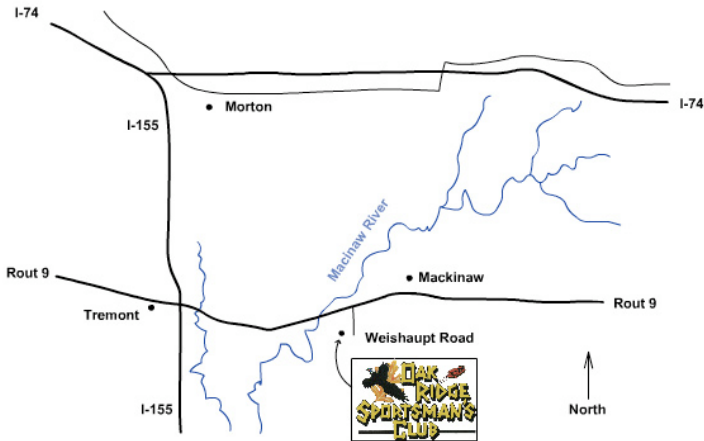 I-74
Morton
I-74
I-155
Macinaw River
Rout 9
Mackinaw
Rout 9
Tremont
Weishaupt Road
OAK
RIDGE
SPORTSMAN'S
CLUB
I-155
North